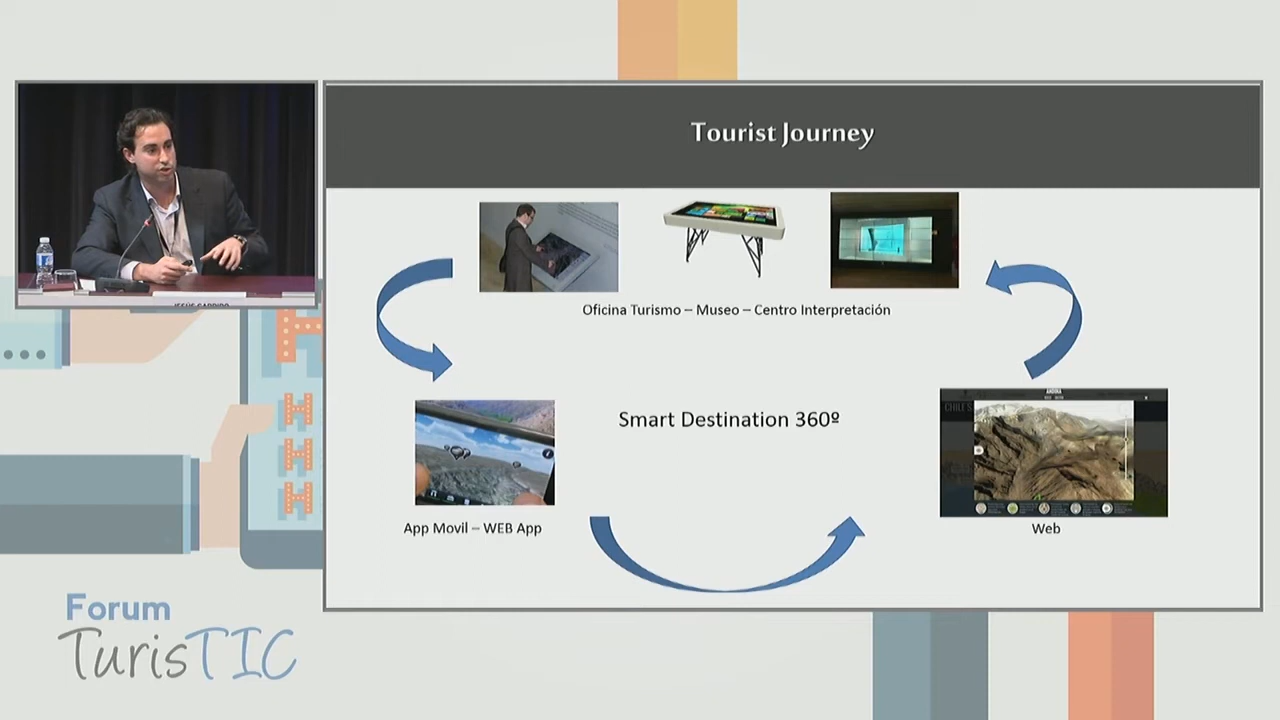 Tourist Journey
Oficina Turismo – Museo – Centro Interpretación
Smart Destination 360º
App Movil – WEB App
Web
Forum
TurisTIC